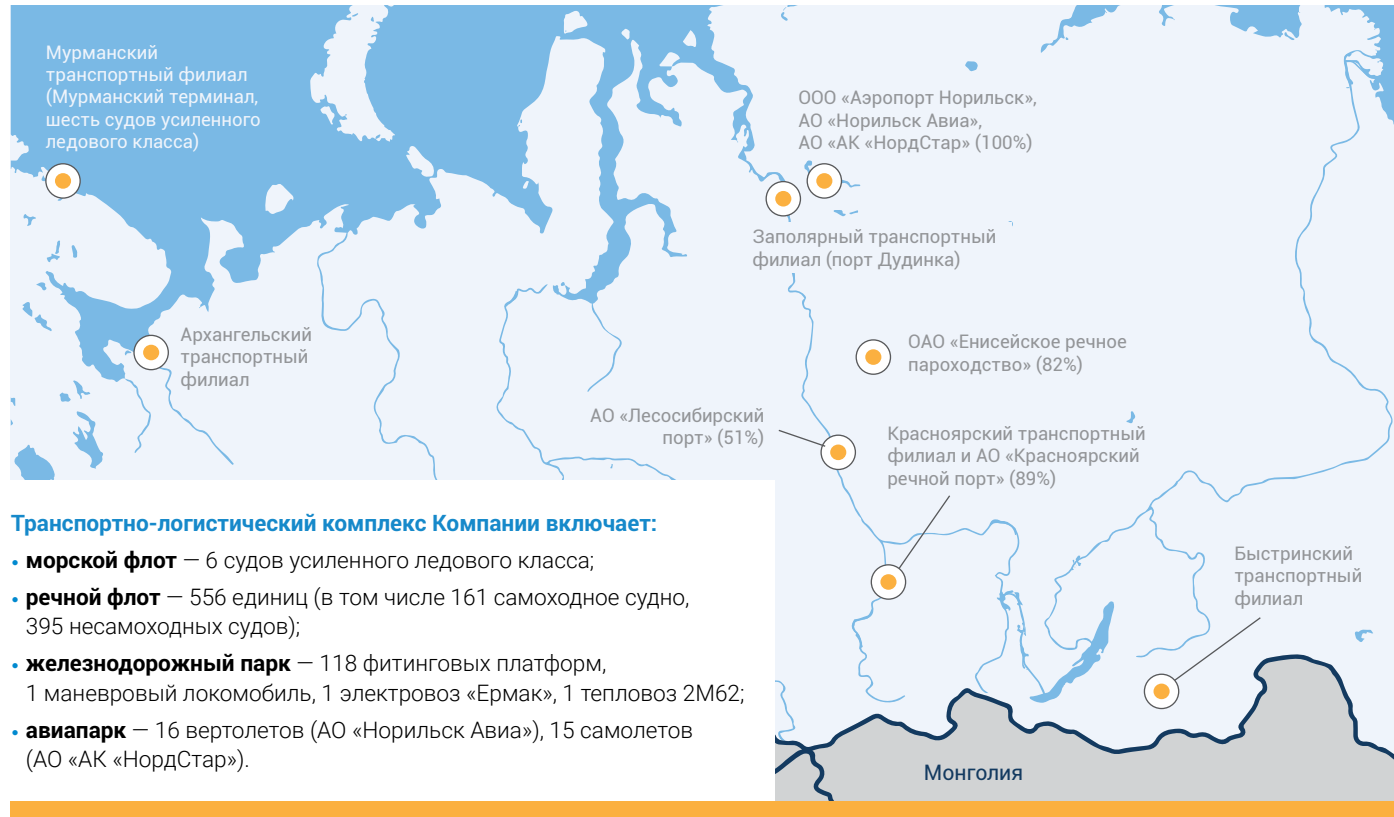 Мурманский
транспортный филиал
(Мурманский терминал,
шесть судов усиленного
ледового класса)
ООО «Аэропорт Норильск»,
АО «Норильск Авиа»,
АО «АК «НордСтар» (100%)
Заполярный транспортный
филиал (порт Дудинка)
Архангельский
транспортный
филиал
ОАО «Енисейское речное
пароходство» (82%)
АО «Лесосибирский
порт» (51%)
Красноярский транспортный
филиал и АО «Красноярский
речной порт» (89%)
Быстринский
транспортный
филиал
Монголия
Транспортно-логистический комплекс Компании включает:
• морской флот — 6 судов усиленного ледового класса;
• речной флот — 556 единиц (в том числе 161 самоходное судно,
395 несамоходных судов);
• железнодорожный парк — 118 фитинговых платформ,
1 маневровый локомобиль, 1 электровоз «Ермак», 1 тепловоз 2М62;
• авиапарк — 16 вертолетов (АО «Норильск Авиа»), 15 самолетов
(АО «АК «НордСтар»).